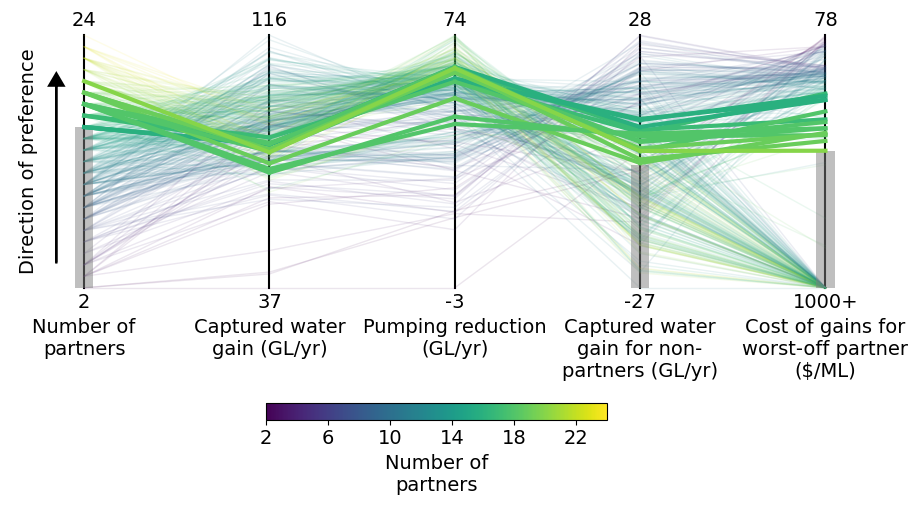 24
116
74
28
78
Direction of preference
2
37
-3
-27
1000+
Number of
partners
Captured water
gain (GL/yr)
Pumping reduction
(GL/yr)
Captured water
gain for non-
partners (GL/yr)
Cost of gains for
worst-off partner
($/ML)
2
6
10
14
18
22
Number of
partners